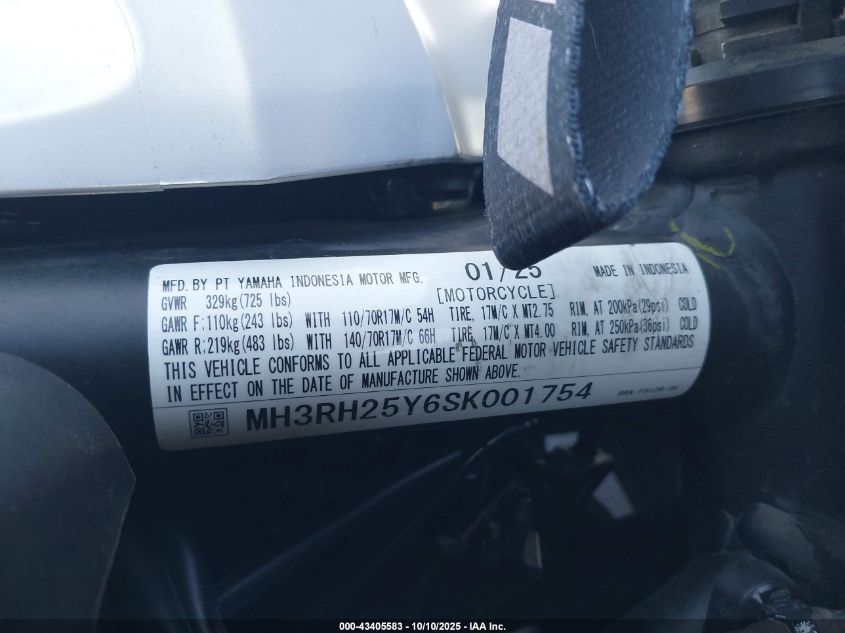 MFD. BY PT YAMAHA INDONESIA MOTOR MFG. 01/25 MADE IN INDONESIA
GVWR 329kg(725 lbs) [MOTORCYCLE]
GAWR F:110kg(243 lbs) WITH 110/70R17M/C 54H TIRE, 17M/C X MT2.75 RIM, AT 200kPa(29psi) COLD
GAWR R:219kg(483 lbs) WITH 140/70R17M/C 66H TIRE, 17M/C X MT4.00 RIM, AT 250kPa(36psi) COLD
THIS VEHICLE CONFORMS TO ALL APPLICABLE FEDERAL MOTOR VEHICLE SAFETY STANDARDS
IN EFFECT ON THE DATE OF MANUFACTURE SHOWN ABOVE.
MH3RH25Y6SK001754
000-43405583 - 10/10/2025 - IAA Inc.